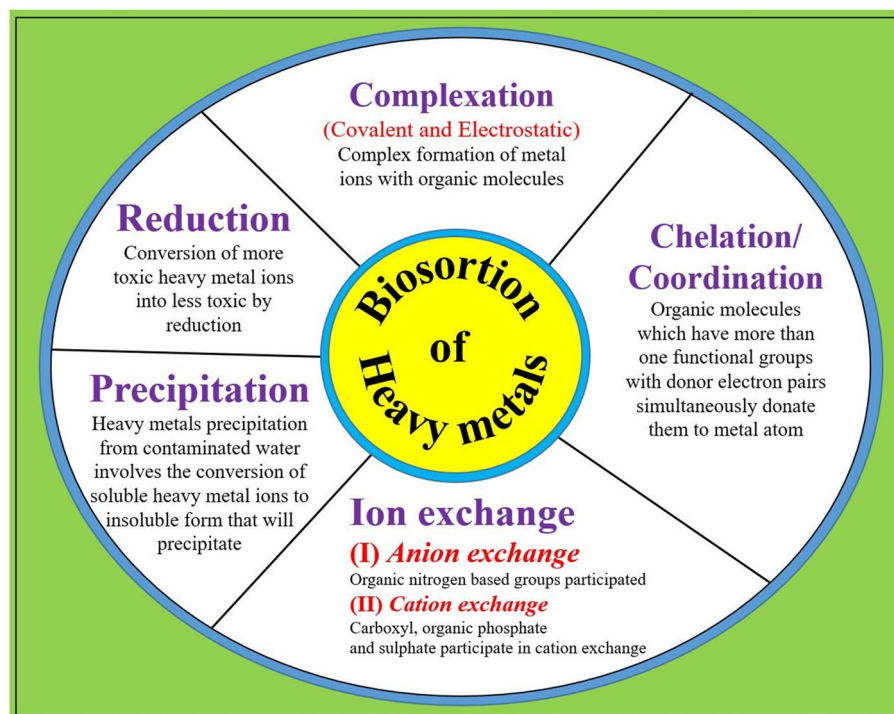 Complexation
(Covalent and Electrostatic)
Complex formation of metal
ions with organic molecules
Reduction
Conversion of more
toxic heavy metal ions
into less toxic by
reduction
Chelation/
Coordination
Organic molecules
which have more than
one functional groups
with donor electron pairs
simultaneously donate
them to metal atom
Biosortion
of
Heavy metals
Precipitation
Heavy metals precipitation
from contaminated water
involves the conversion of
soluble heavy metal ions to
insoluble form that will
precipitate
Ion exchange
(I) Anion exchange
Organic nitrogen based groups participated
(II) Cation exchange
Carboxyl, organic phosphate
and sulphate participate in cation exchange